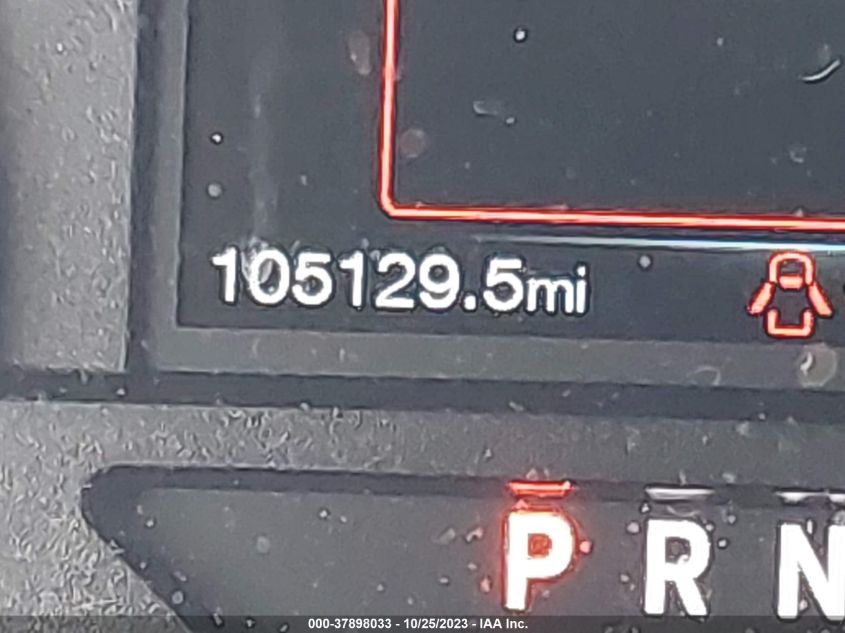 105129.5mi
P R N
000-37898033 - 10/25/2023 - IAA Inc.